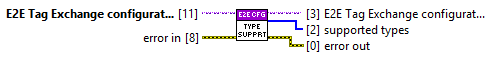 E2E Tag Exchange configurat... [11]
error in [8]
E2E CFG
TYPE
SUPPRT
[3] E2E Tag Exchange configurat...
[2] supported types
[0] error out